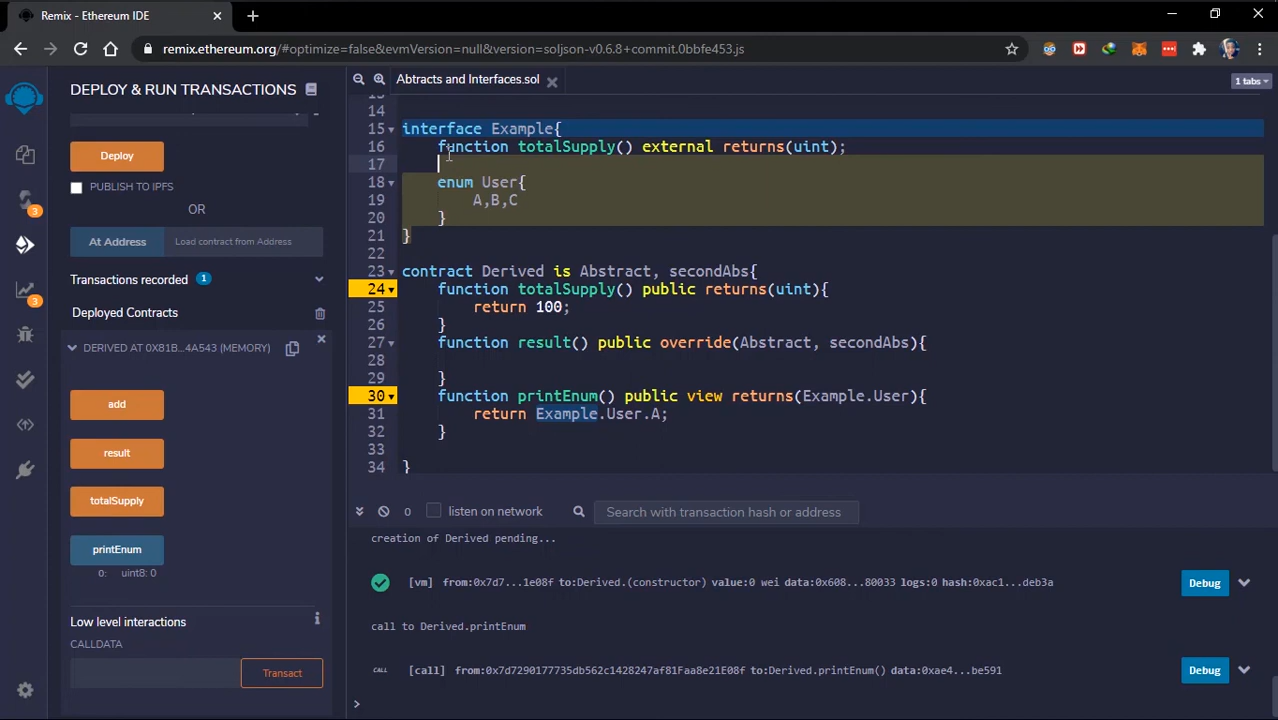 Remix - Ethereum IDE
remix.ethereum.org/#optimize=false&evmVersion=null&version=soljson-v0.6.8+commit.0bbfe453.js
DEPLOY & RUN TRANSACTIONS
Deploy
PUBLISH TO IPFS
OR
At Address Load contract from Address
Transactions recorded 1
Deployed Contracts
DERIVED AT 0X81B...4A543 (MEMORY)
add
result
totalSupply
printEnum
0: uint8: 0
Low level interactions
CALLDATA
Transact
3
3
Abtracts and Interfaces.sol
1 tabs
14
15 interface Example{
16 function totalSupply() external returns(uint);
17
18 enum User{
19 A,B,C
20 }
21 }
22
23 contract Derived is Abstract, secondAbs{
24 function totalSupply() public returns(uint){
25 return 100;
26 }
27 function result() public override(Abstract, secondAbs){
28
29 }
30 function printEnum() public view returns(Example.User){
31 return Example.User.A;
32 }
33
34 }
0 listen on network Search with transaction hash or address
creation of Derived pending...
[vm] from:0x7d7...1e08f to:Derived.(constructor) value:0 wei data:0x608...80033 logs:0 hash:0xac1...deb3a Debug
call to Derived.printEnum
CALL [call] from:0x7d7290177735db562c1428247af81Faa8e21E08f to:Derived.printEnum() data:0xae4...be591 Debug
>